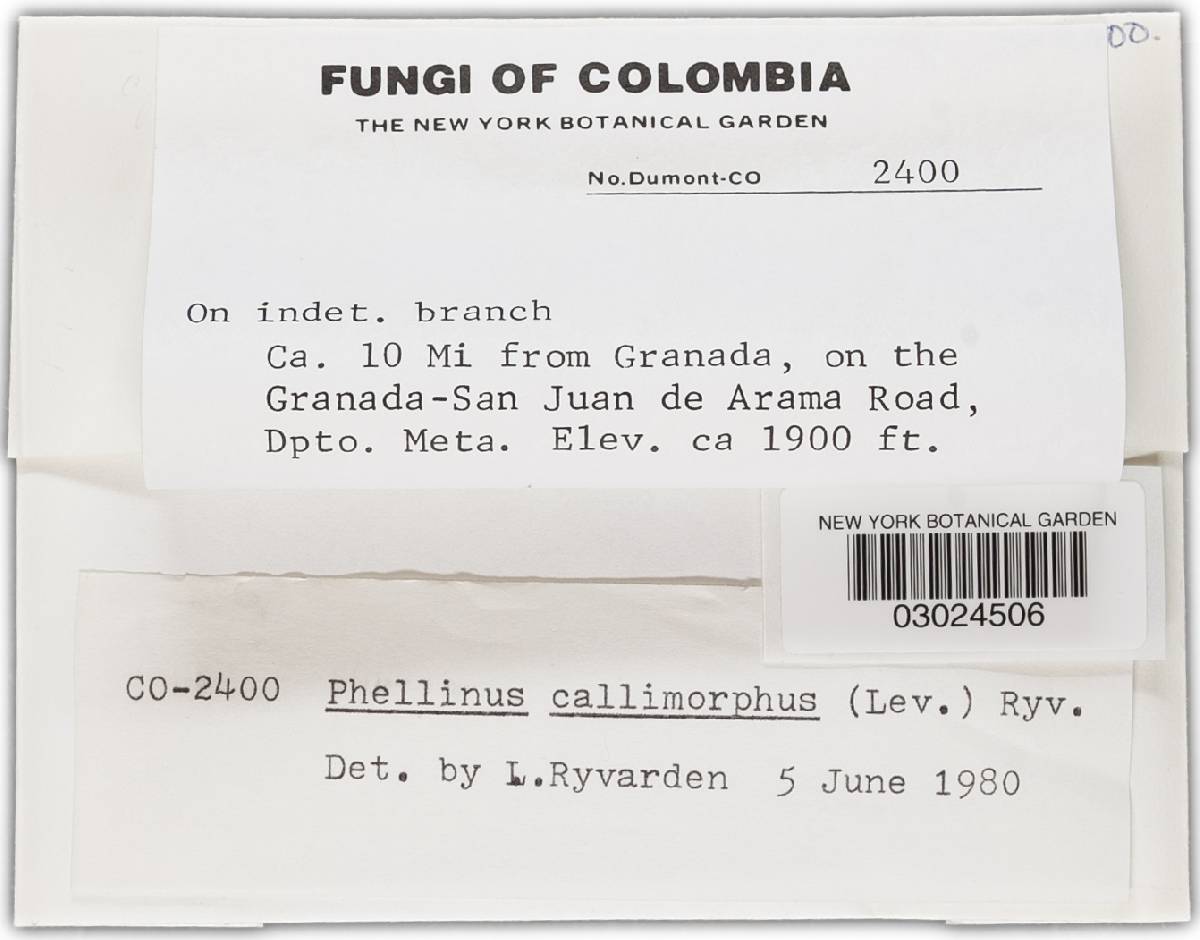 00.
FUNGI OF COLOMBIA
THE NEW YORK BOTANICAL GARDEN
No.Dumont-CO 2400
On indet. branch
Ca. 10 Mi from Granada, on the
Granada-San Juan de Arama Road,
Dpto. Meta. Elev. ca 1900 ft.
NEW YORK BOTANICAL GARDEN
03024506
CO-2400 Phellinus callimorphus (Lev.) Ryv.
Det. by L.Ryvarden 5 June 1980